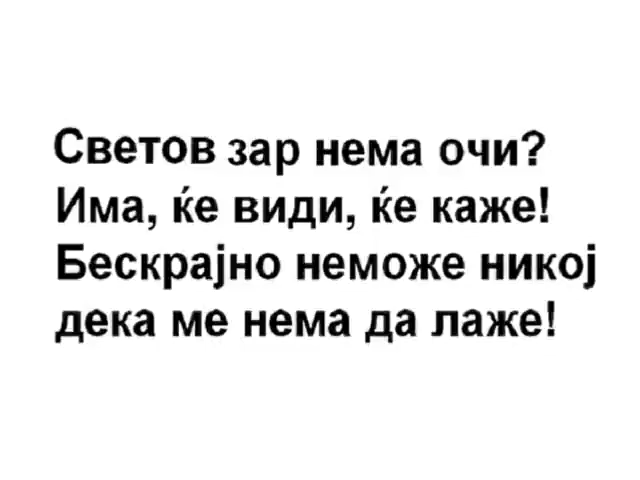 Светов зар нема очи?
Има, ќе види, ќе каже!
Бескрајно неможе никој
дека ме нема да лаже!